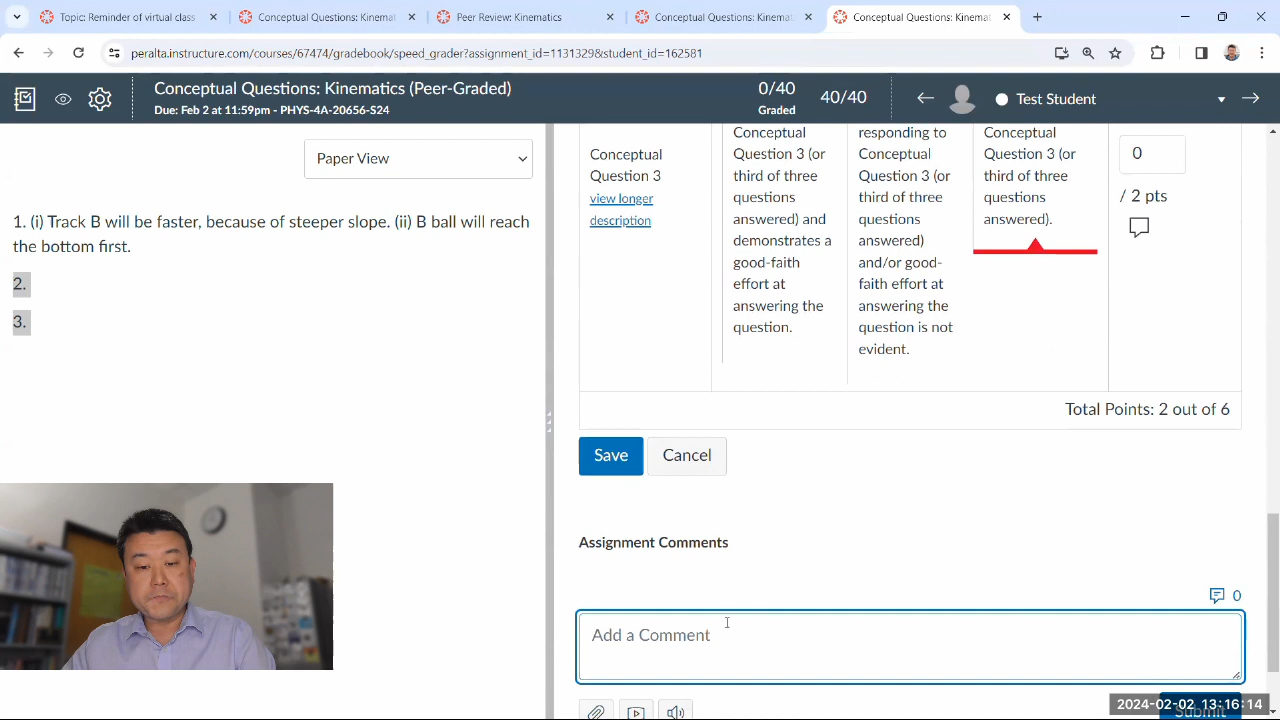 Topic: Reminder of virtual class
Conceptual Questions: Kinemat
Peer Review: Kinematics
Conceptual Questions: Kinemat
Conceptual Questions: Kinemat
peralta.instructure.com/courses/67474/gradebook/speed_grader?assignment_id=1131329&student_id=162581
Conceptual Questions: Kinematics (Peer-Graded)
Due: Feb 2 at 11:59pm - PHYS-4A-20656-S24
0/40
Graded
40/40
Test Student
Paper View
1. (i) Track B will be faster, because of steeper slope. (ii) B ball will reach
the bottom first.
2.
3.
Conceptual
Question 3
view longer
description
Conceptual
Question 3 (or
third of three
questions
answered) and
demonstrates a
good-faith
effort at
answering the
question.
responding to
Conceptual
Question 3 (or
third of three
questions
answered)
and/or good-
faith effort at
answering the
question is not
evident.
Conceptual
Question 3 (or
third of three
questions
answered).
0
/ 2 pts
Total Points: 2 out of 6
Save
Cancel
Assignment Comments
0
Add a Comment
Submit
2024-02-02 13:16:14